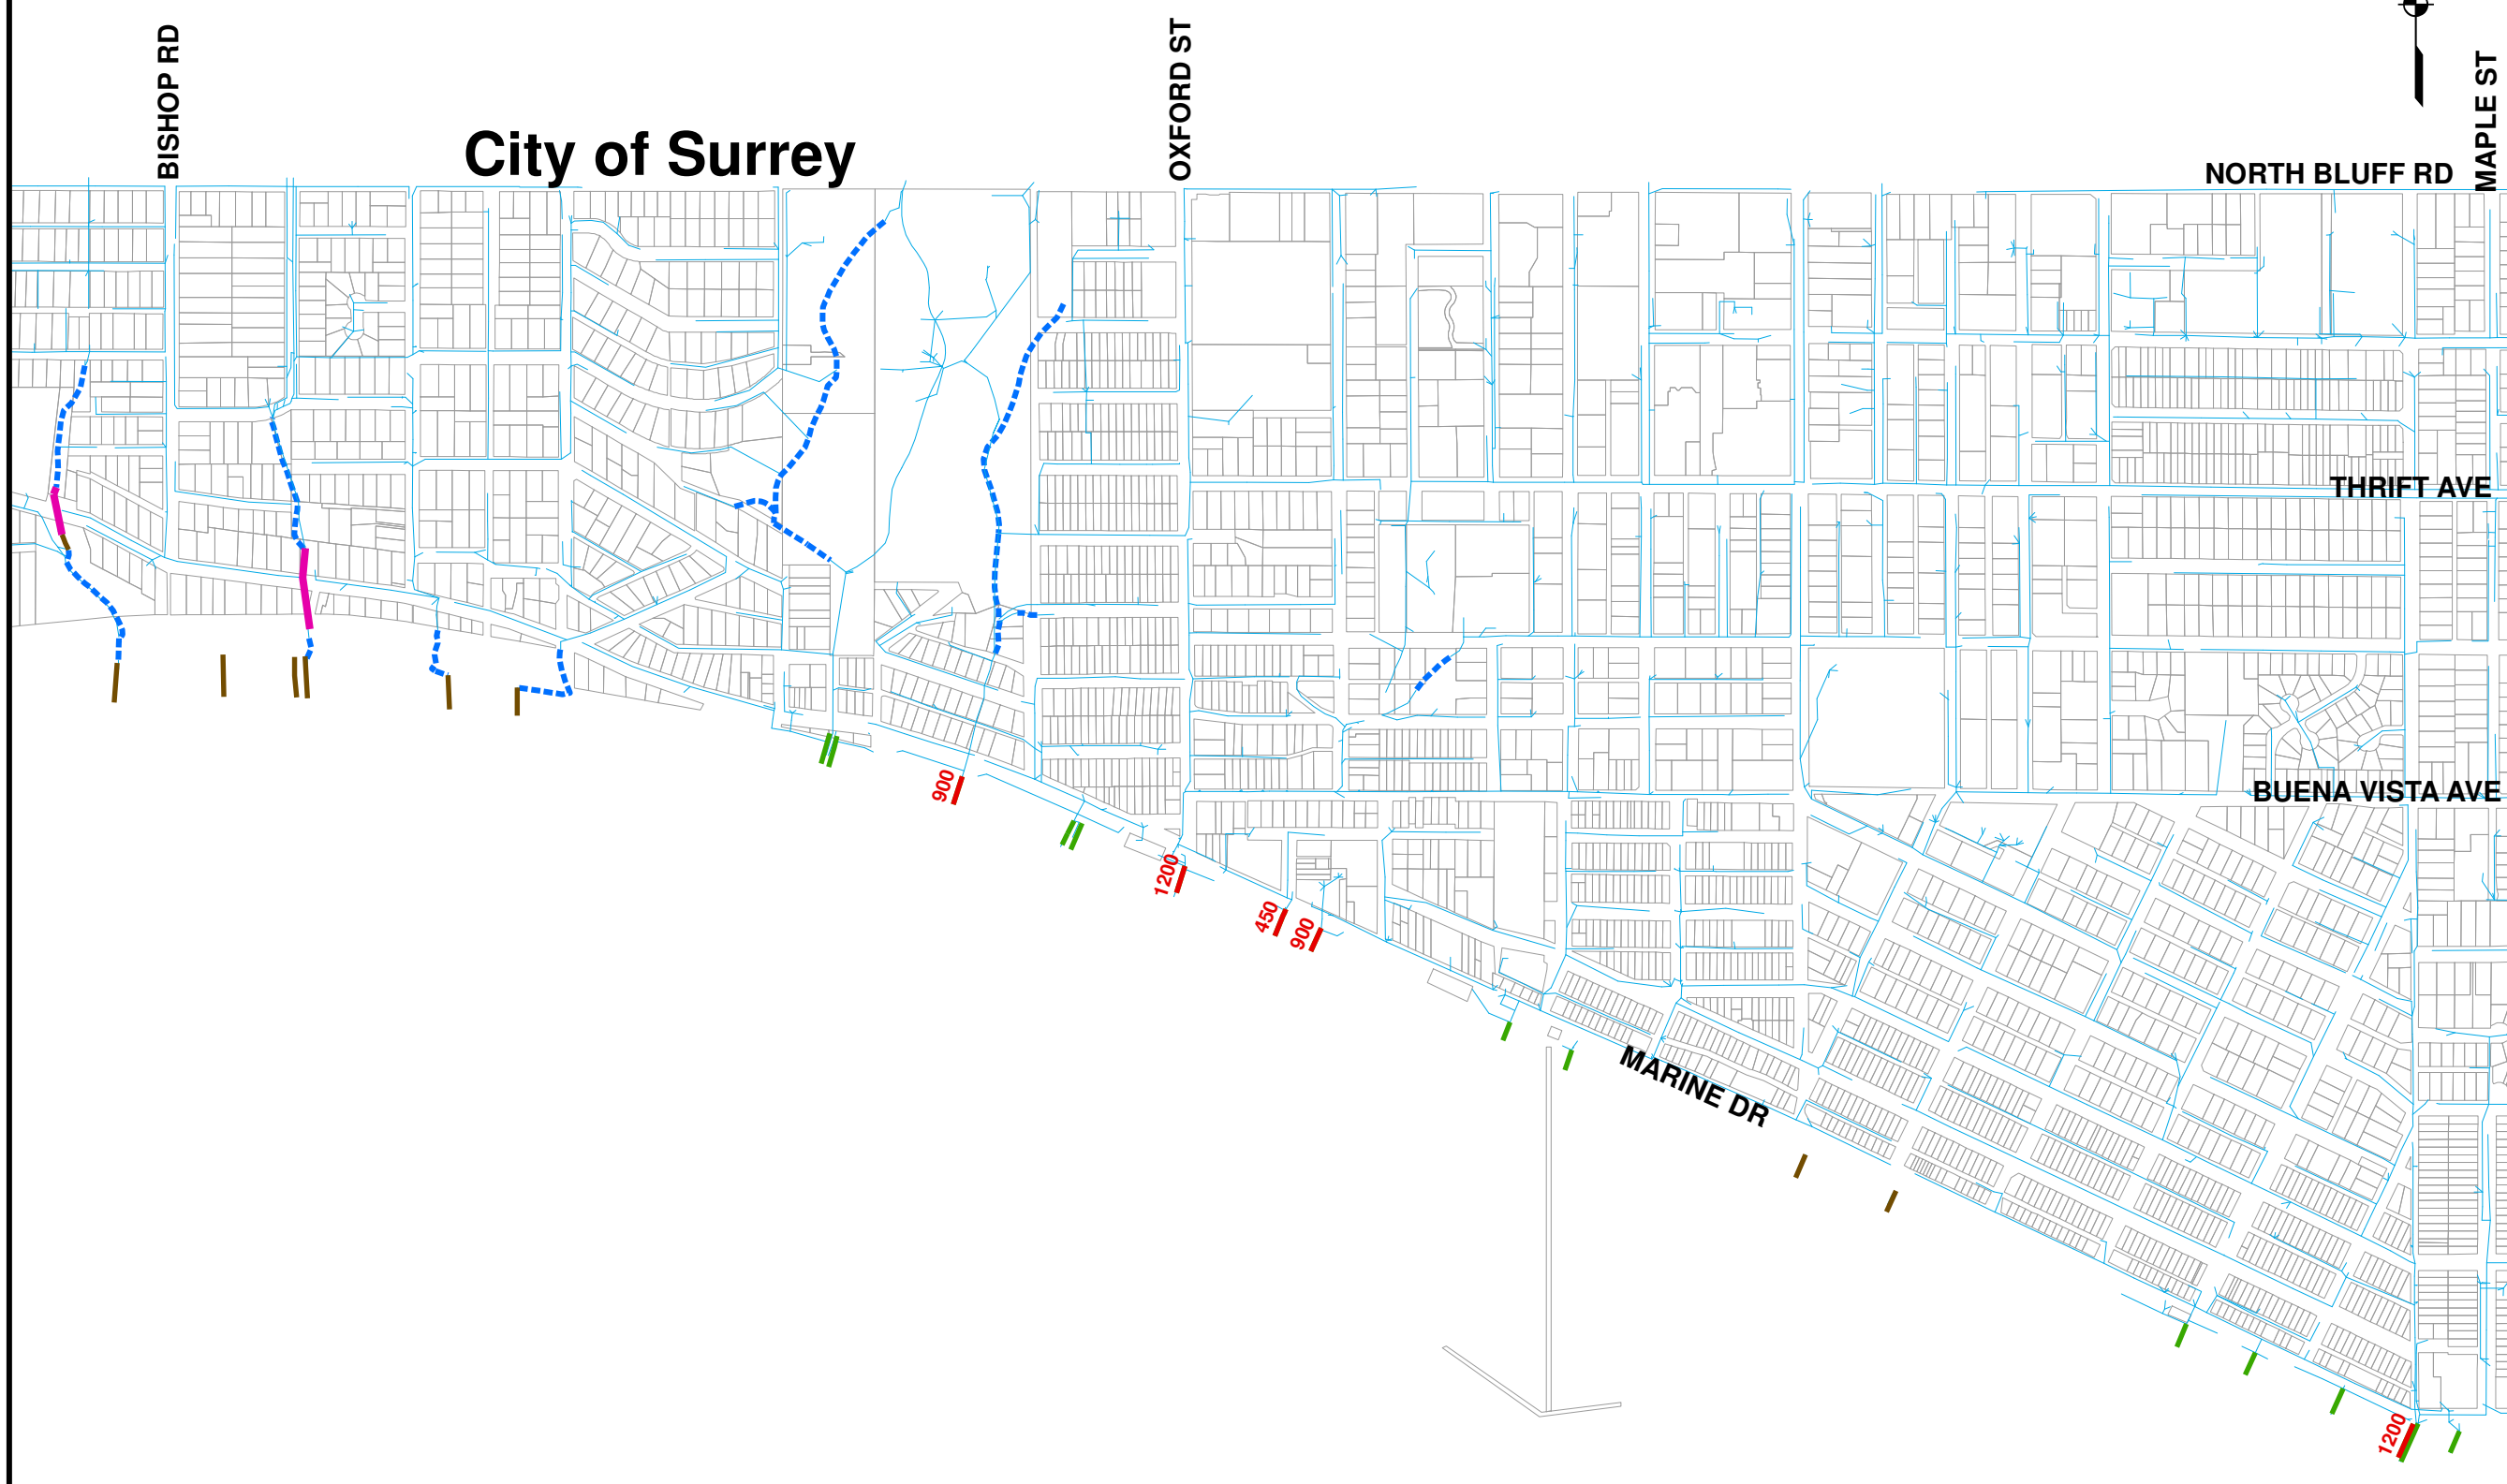 BISHOP RD
City of Surrey
OXFORD ST
MAPLE ST
NORTH BLUFF RD
THRIFT AVE
BUENA VISTA AVE
900
1200
450
900
MARINE DR
1200